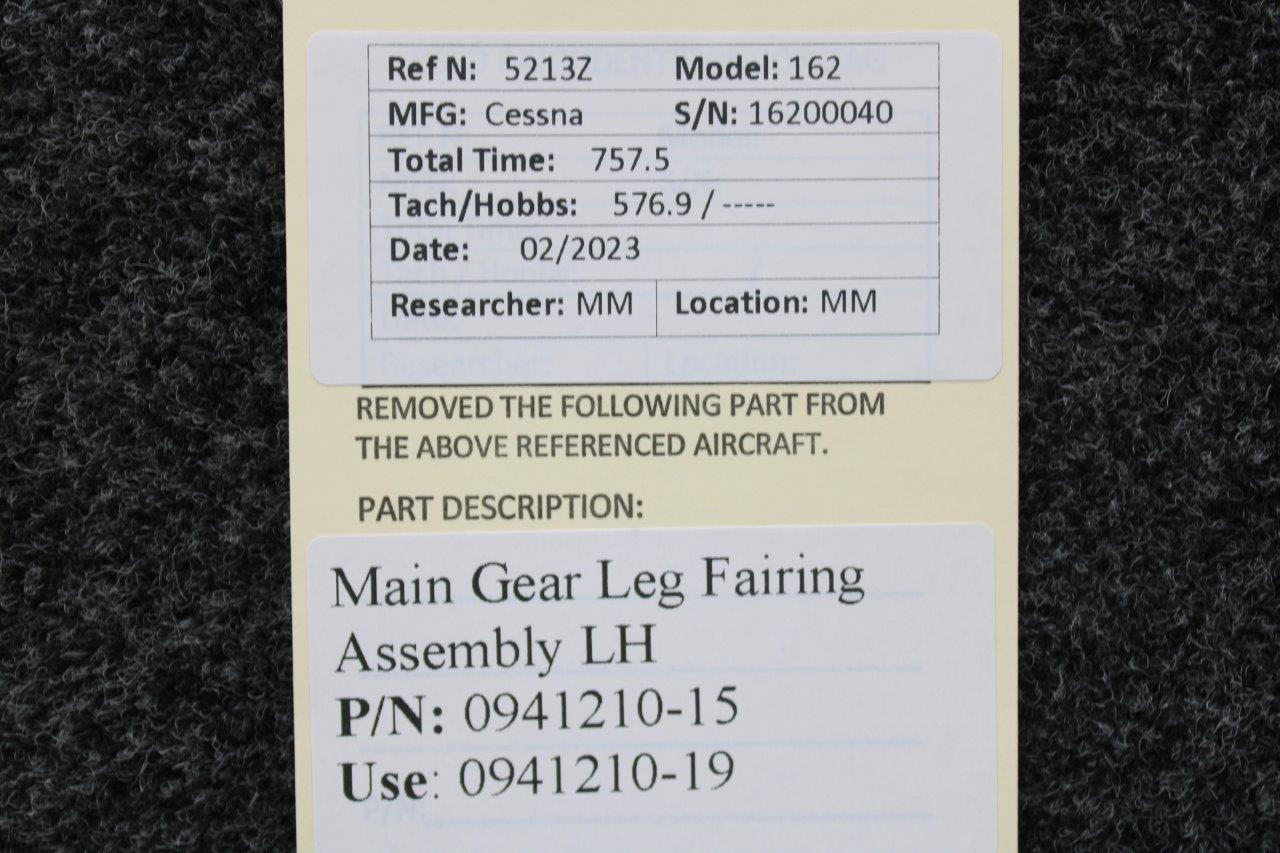 Ref N: 5213Z Model: 162
MFG: Cessna S/N: 16200040
Total Time: 757.5
Tach/Hobbs: 576.9 / -----
Date: 02/2023
Researcher: MM Location: MM
REMOVED THE FOLLOWING PART FROM
THE ABOVE REFERENCED AIRCRAFT.
PART DESCRIPTION:
Main Gear Leg Fairing
Assembly LH
P/N: 0941210-15
Use: 0941210-19